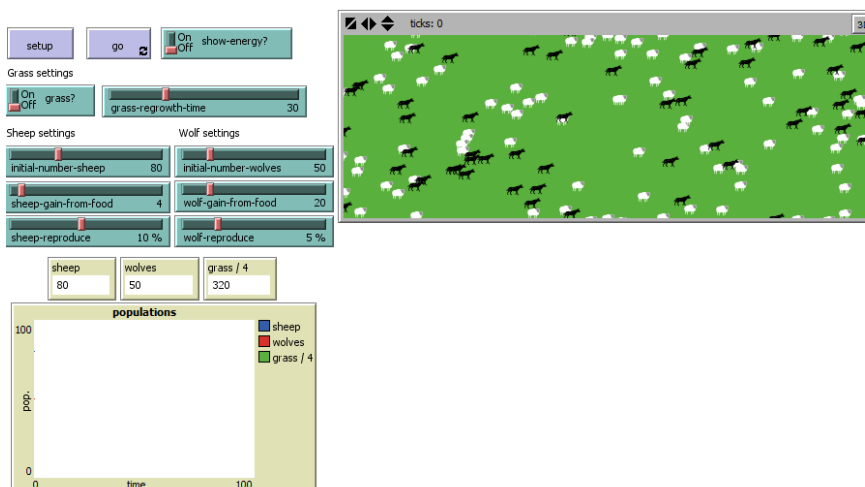 ticks: 0
3D
setup
go
On
Off
show-energy?
Grass settings
On
Off
grass?
grass-regrowth-time 30
Sheep settings
Wolf settings
initial-number-sheep 80
initial-number-wolves 50
sheep-gain-from-food 4
wolf-gain-from-food 20
sheep-reproduce 10 %
wolf-reproduce 5 %
sheep
80
wolves
50
grass / 4
320
populations
100
pop.
0
0
time
100
sheep
wolves
grass / 4